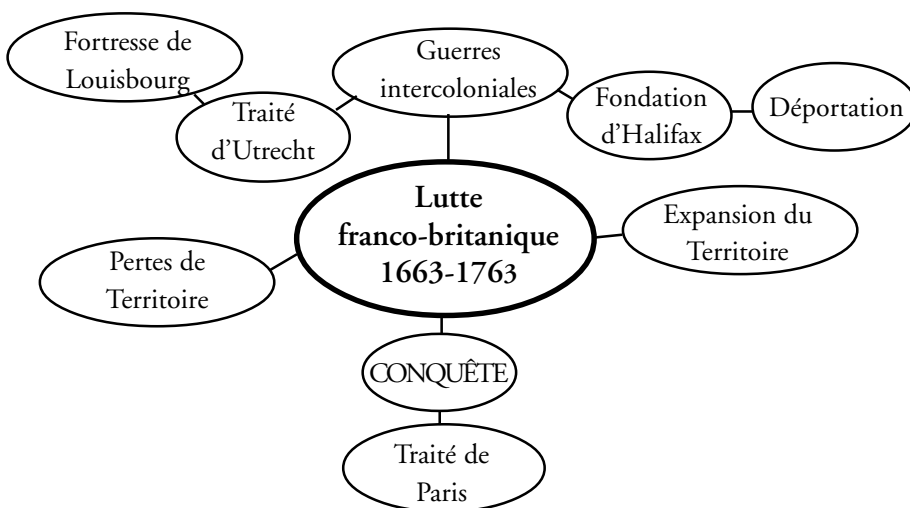 Fortresse de
Louisbourg
Guerres
intercoloniales
Traité
d'Utrecht
Fondation
d'Halifax
Déportation
Lutte
franco-britanique
1663-1763
Expansion du
Territoire
Pertes de
Territoire
CONQUÊTE
Traité de
Paris